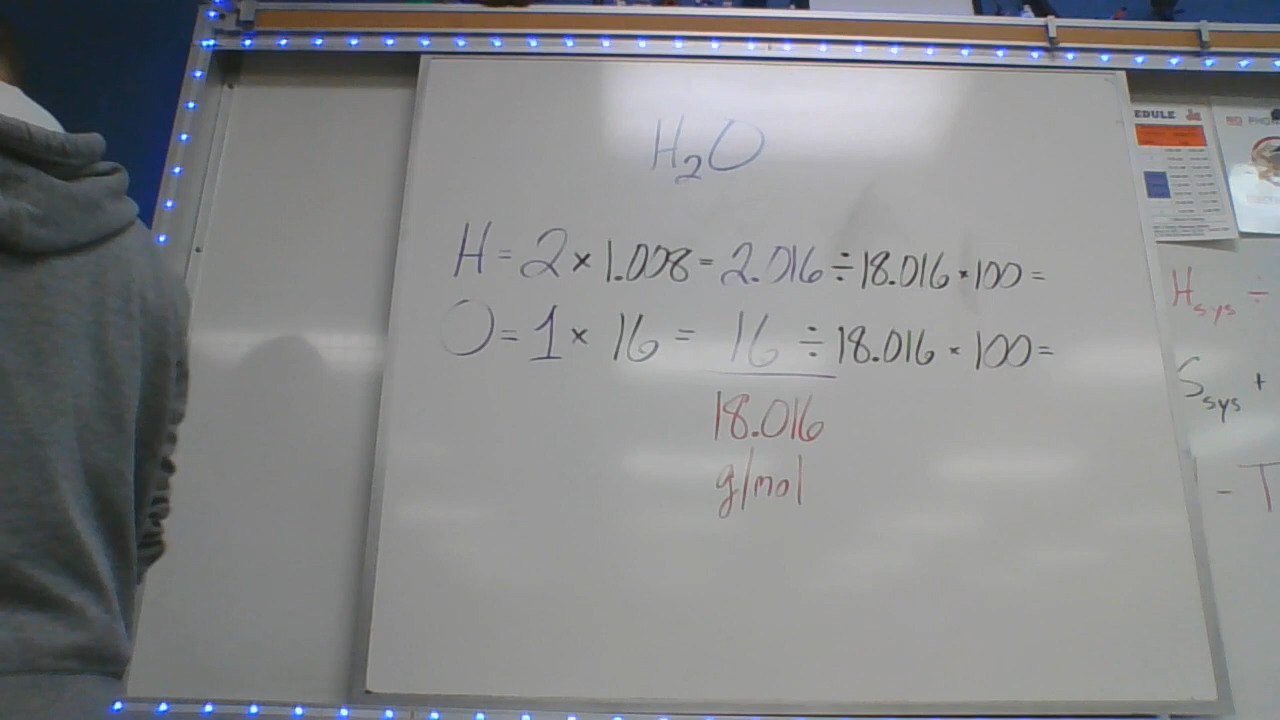 H₂O
H = 2 × 1.008 = 2.016 ÷ 18.016 × 100 =
O = 1 × 16 = 16 ÷ 18.016 × 100 =
18.016
g/mol
EDULE
H sys ÷
S sys +
- T